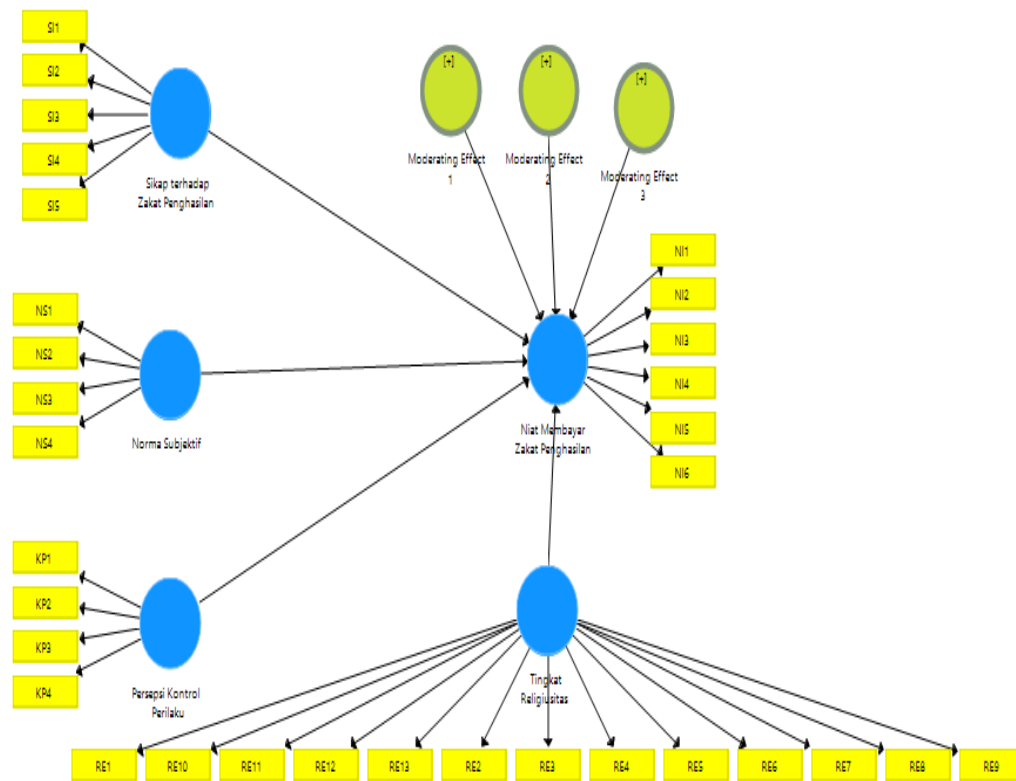 SI1
SI2
SI3
SI4
SI5
Sikap terhadap
Zakat Penghasilan
[+]
Moderating Effect
1
[+]
Moderating Effect
2
[+]
Moderating Effect
3
NS1
NS2
NS3
NS4
Norma Subjektif
Niat Membayar
Zakat Penghasilan
NI1
NI2
NI3
NI4
NI5
NI6
KP1
KP2
KP3
KP4
Persepsi Kontrol
Perilaku
Tingkat
Religiusitas
RE1
RE10
RE11
RE12
RE13
RE2
RE3
RE4
RE5
RE6
RE7
RE8
RE9